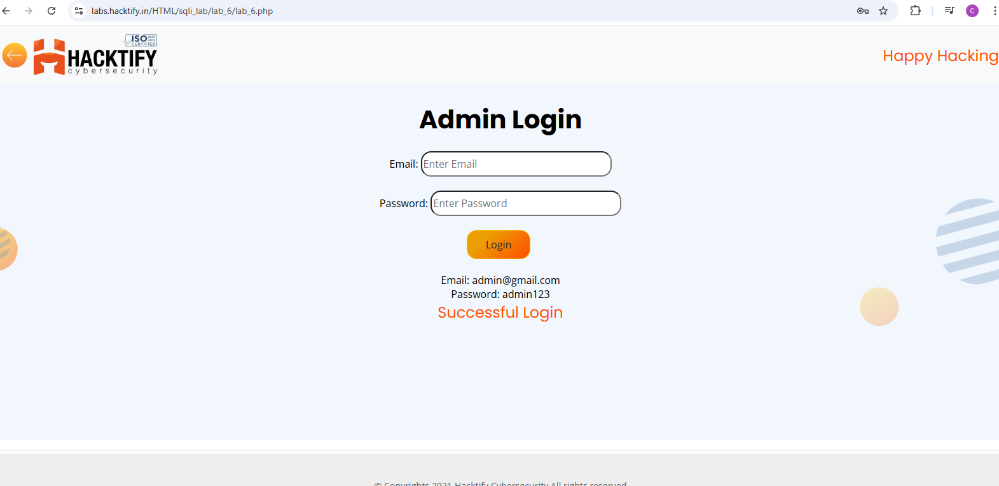 labs.hacktify.in/HTML/sqli_lab/lab_6/lab_6.php
C
ISO 9001 2015
CERTIFIED
HACKTIFY
cybersecurity
Happy Hacking
Admin Login
Email: Enter Email
Password: Enter Password
Login
Email: admin@gmail.com
Password: admin123
Successful Login
© Copyrights 2021 Hacktify Cybersecurity All rights reserved